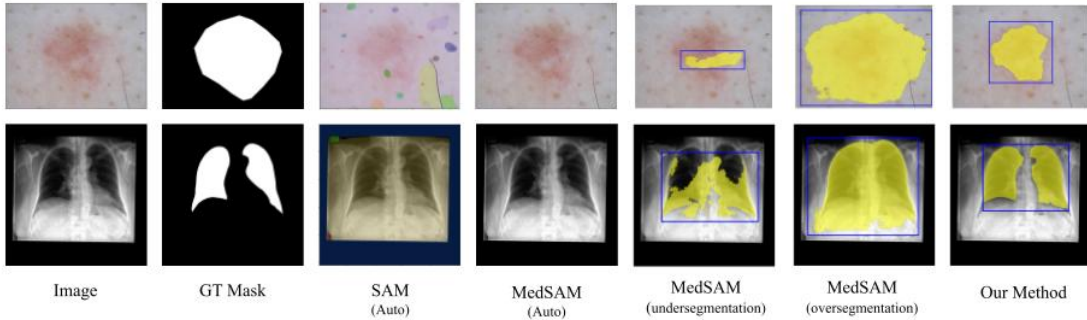 Image
GT Mask
SAM
(Auto)
MedSAM
(Auto)
MedSAM
(undersegmentation)
MedSAM
(oversegmentation)
Our Method